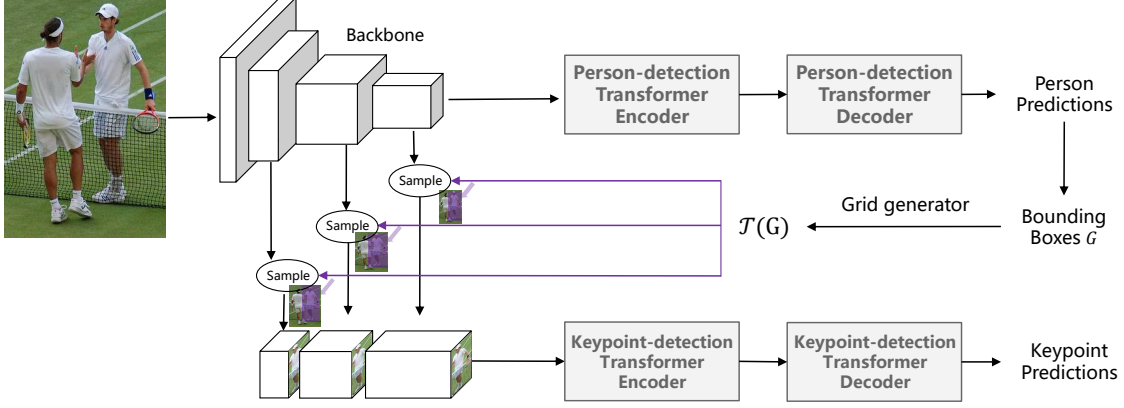 Backbone
Person-detection
Transformer
Encoder
Person-detection
Transformer
Decoder
Person
Predictions
Sample
Sample
Sample
𝒯(G)
Grid generator
Bounding
Boxes G
Keypoint-detection
Transformer
Encoder
Keypoint-detection
Transformer
Decoder
Keypoint
Predictions